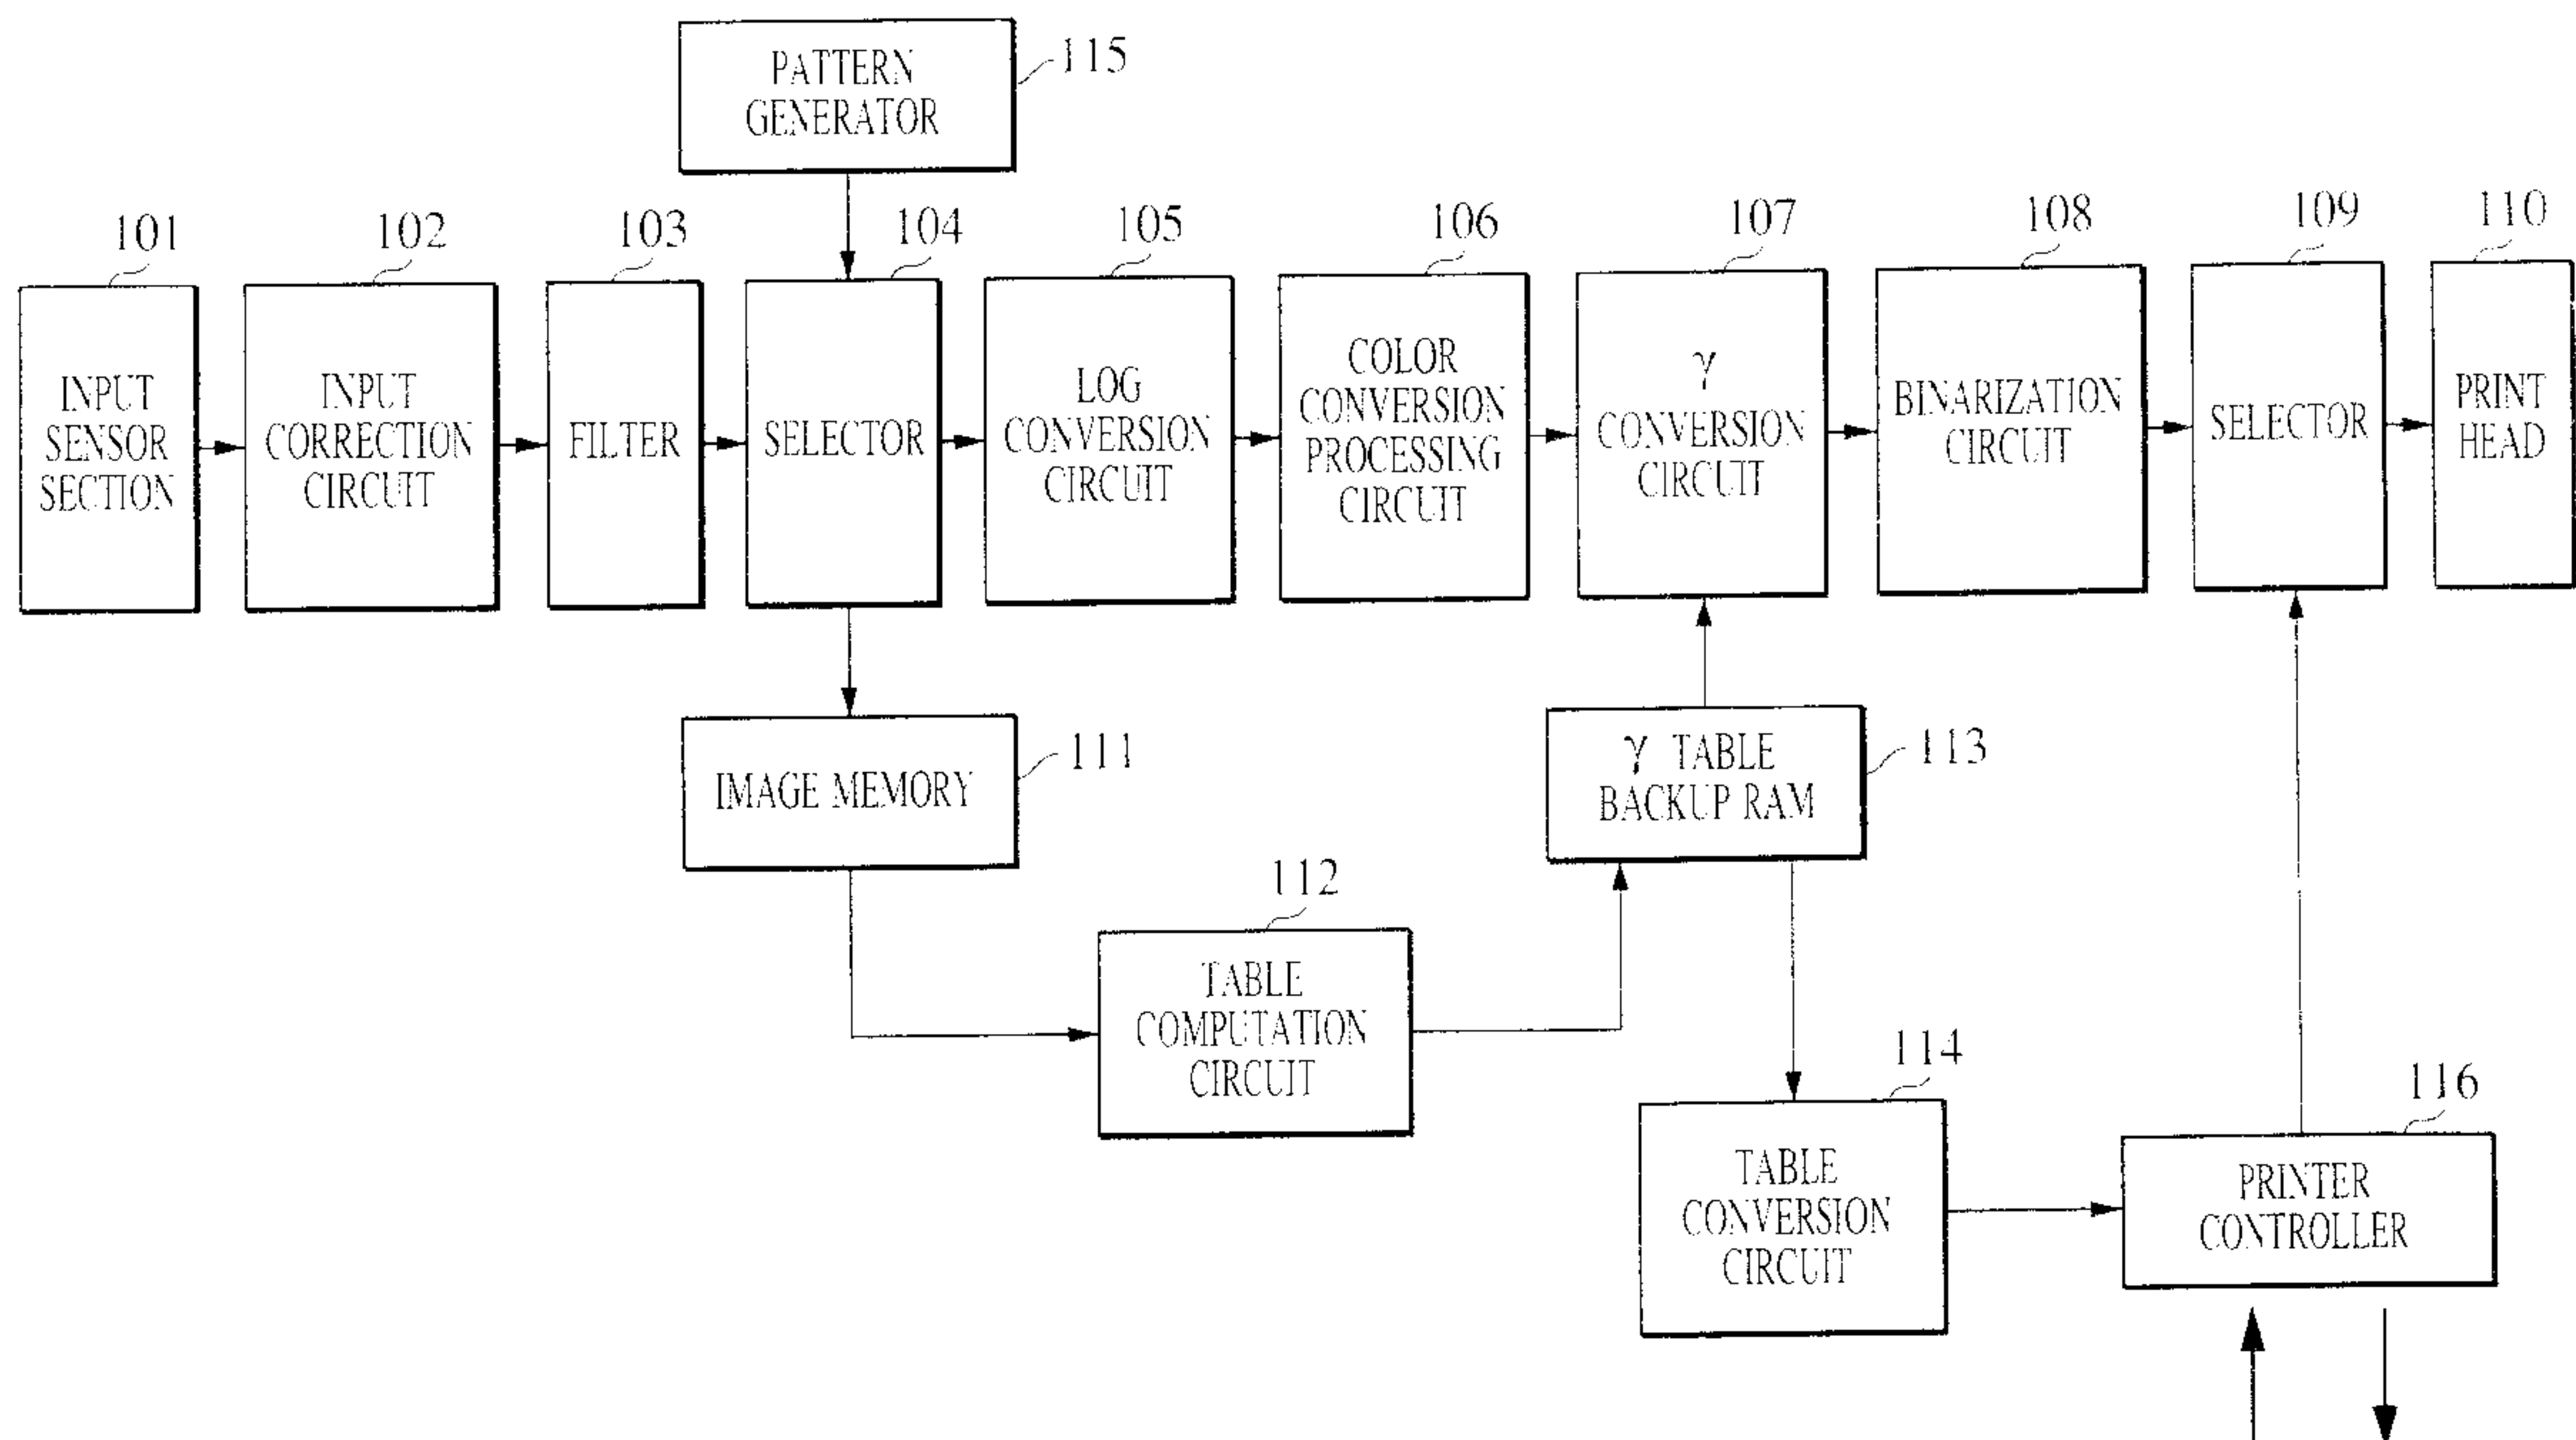 PATTERN
GENERATOR
115
101
102
103
104
105
106
107
108
109
110
INPUT
SENSOR
SECTION
INPUT
CORRECTION
CIRCUIT
FILTER
SELECTOR
LOG
CONVERSION
CIRCUIT
COLOR
CONVERSION
PROCESSING
CIRCUIT
γ
CONVERSION
CIRCUIT
BINARIZATION
CIRCUIT
SELECTOR
PRINT
HEAD
IMAGE MEMORY
111
γ TABLE
BACKUP RAM
113
112
TABLE
COMPUTATION
CIRCUIT
114
TABLE
CONVERSION
CIRCUIT
116
PRINTER
CONTROLLER